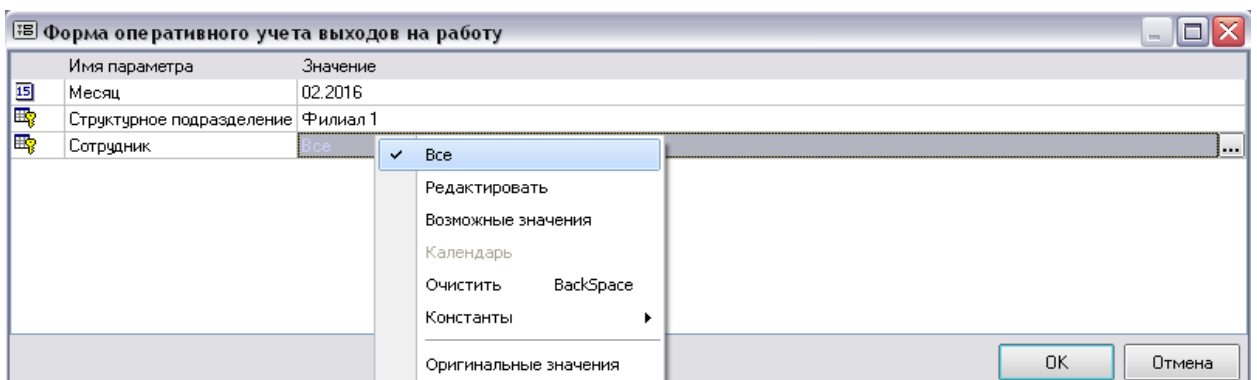 Форма оперативного учета выходов на работу
Имя параметра Значение
15 Месяц 02.2016
Структурное подразделение Филиал 1
Сотрудник Все ...
Все
Редактировать
Возможные значения
Календарь
Очистить BackSpace
Константы
Оригинальные значения
OK Отмена